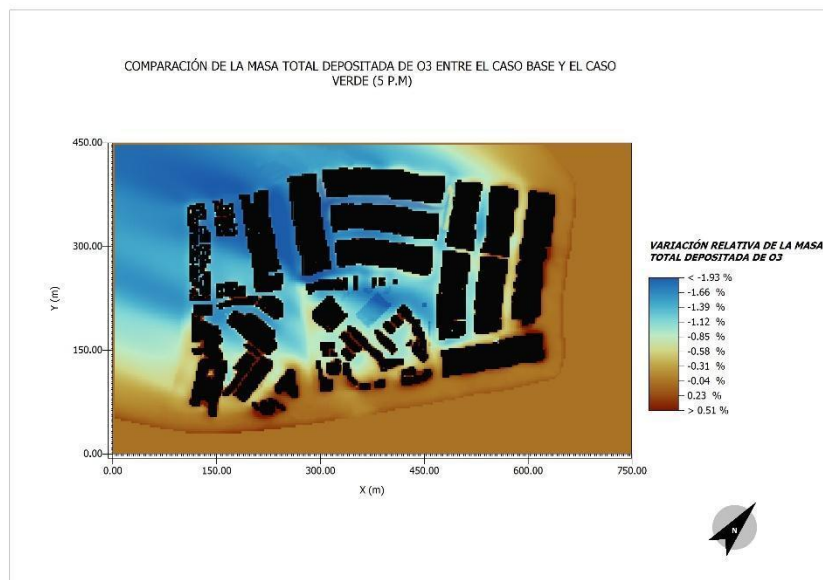 COMPARACIÓN DE LA MASA TOTAL DEPOSITADA DE O3 ENTRE EL CASO BASE Y EL CASO
VERDE (5 P.M)
450.00
300.00
150.00
0.00
Y (m)
0.00 150.00 300.00 450.00 600.00 750.00
X (m)
VARIACIÓN RELATIVA DE LA MASA
TOTAL DEPOSITADA DE O3
< -1.93 %
-1.66 %
-1.39 %
-1.12 %
-0.85 %
-0.58 %
-0.31 %
-0.04 %
0.23 %
> 0.51 %
N